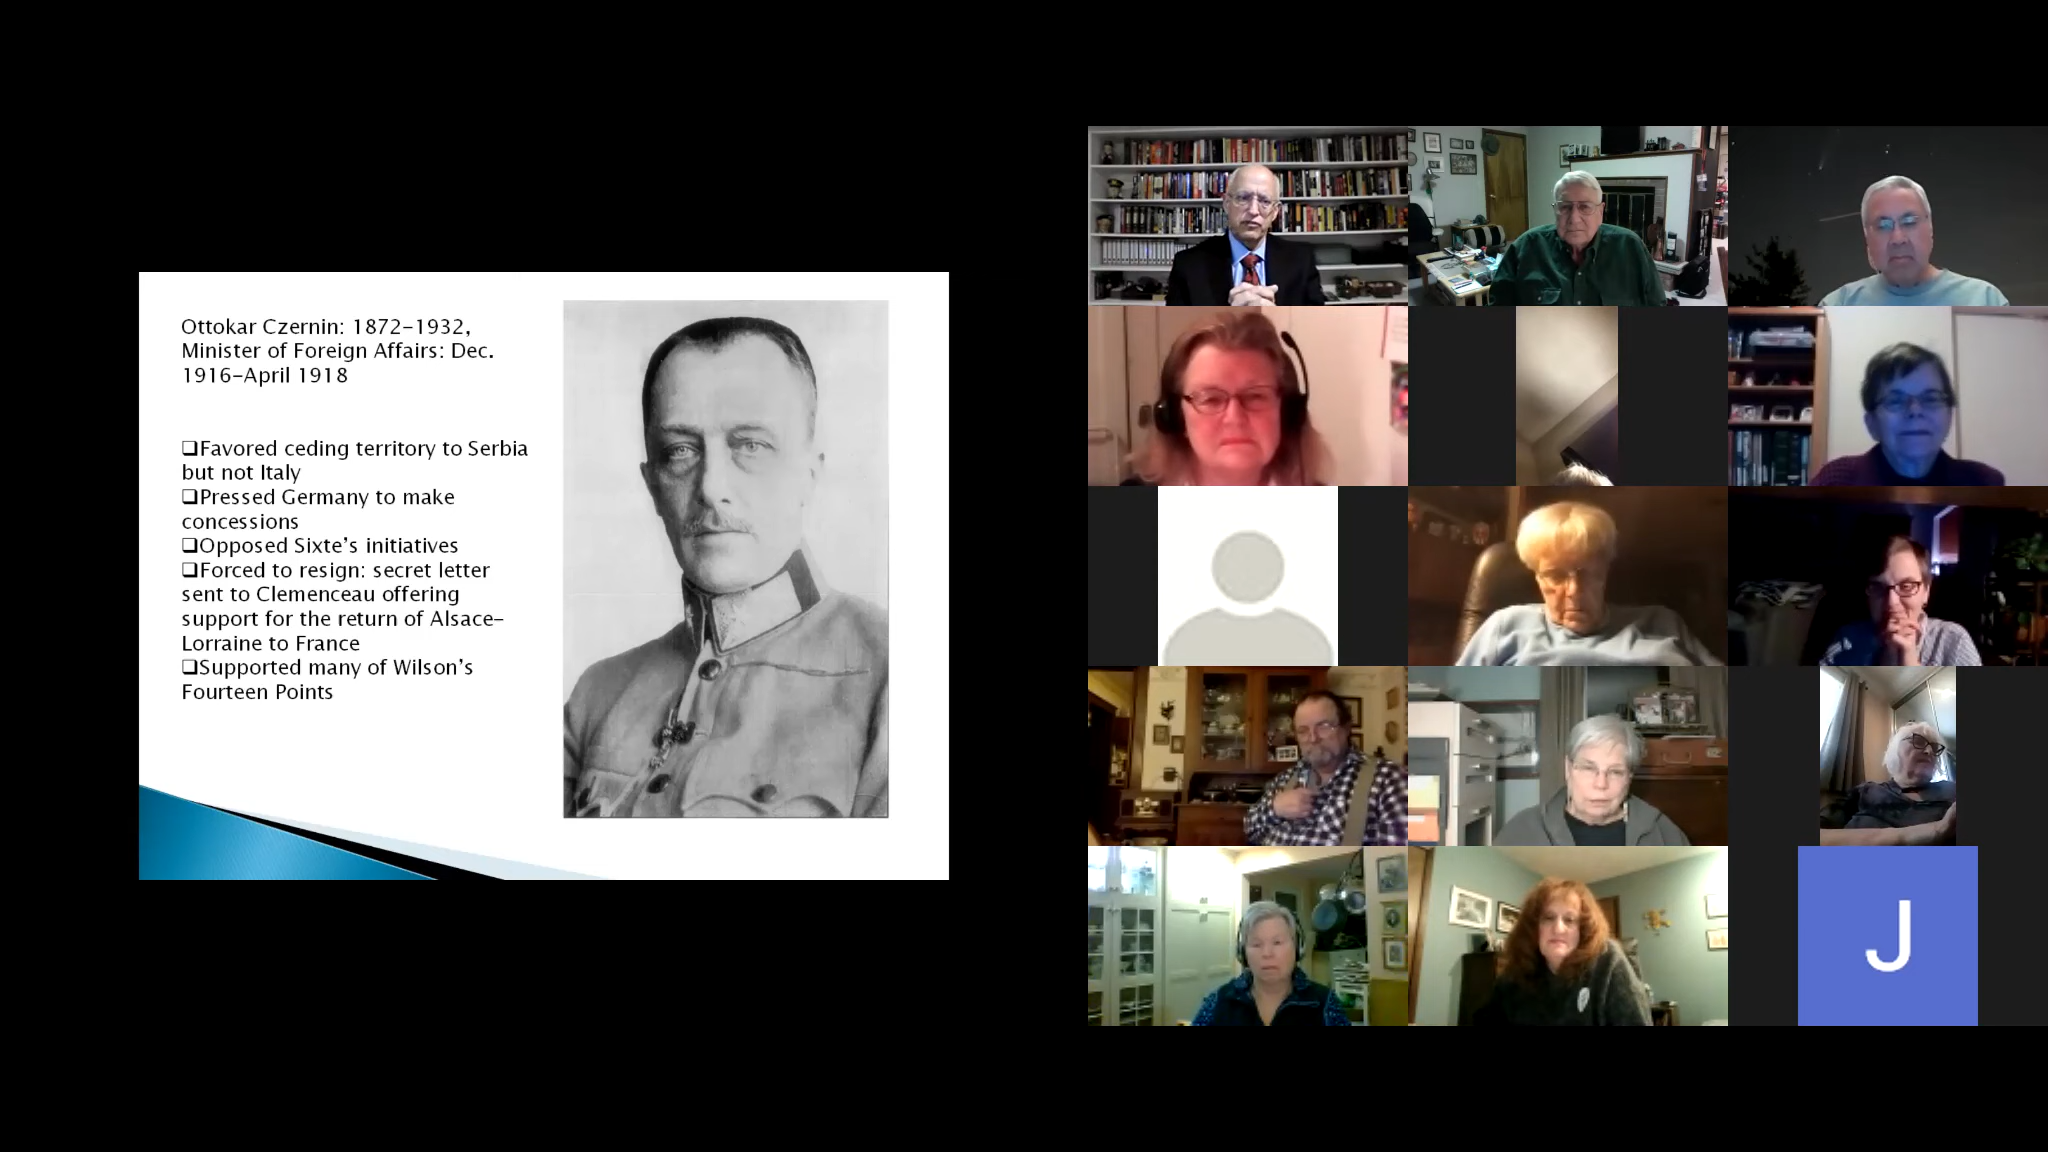 Ottokar Czernin: 1872-1932,
Minister of Foreign Affairs: Dec.
1916-April 1918
❑Favored ceding territory to Serbia
but not Italy
❑Pressed Germany to make
concessions
❑Opposed Sixte’s initiatives
❑Forced to resign: secret letter
sent to Clemenceau offering
support for the return of Alsace-
Lorraine to France
❑Supported many of Wilson’s
Fourteen Points
J